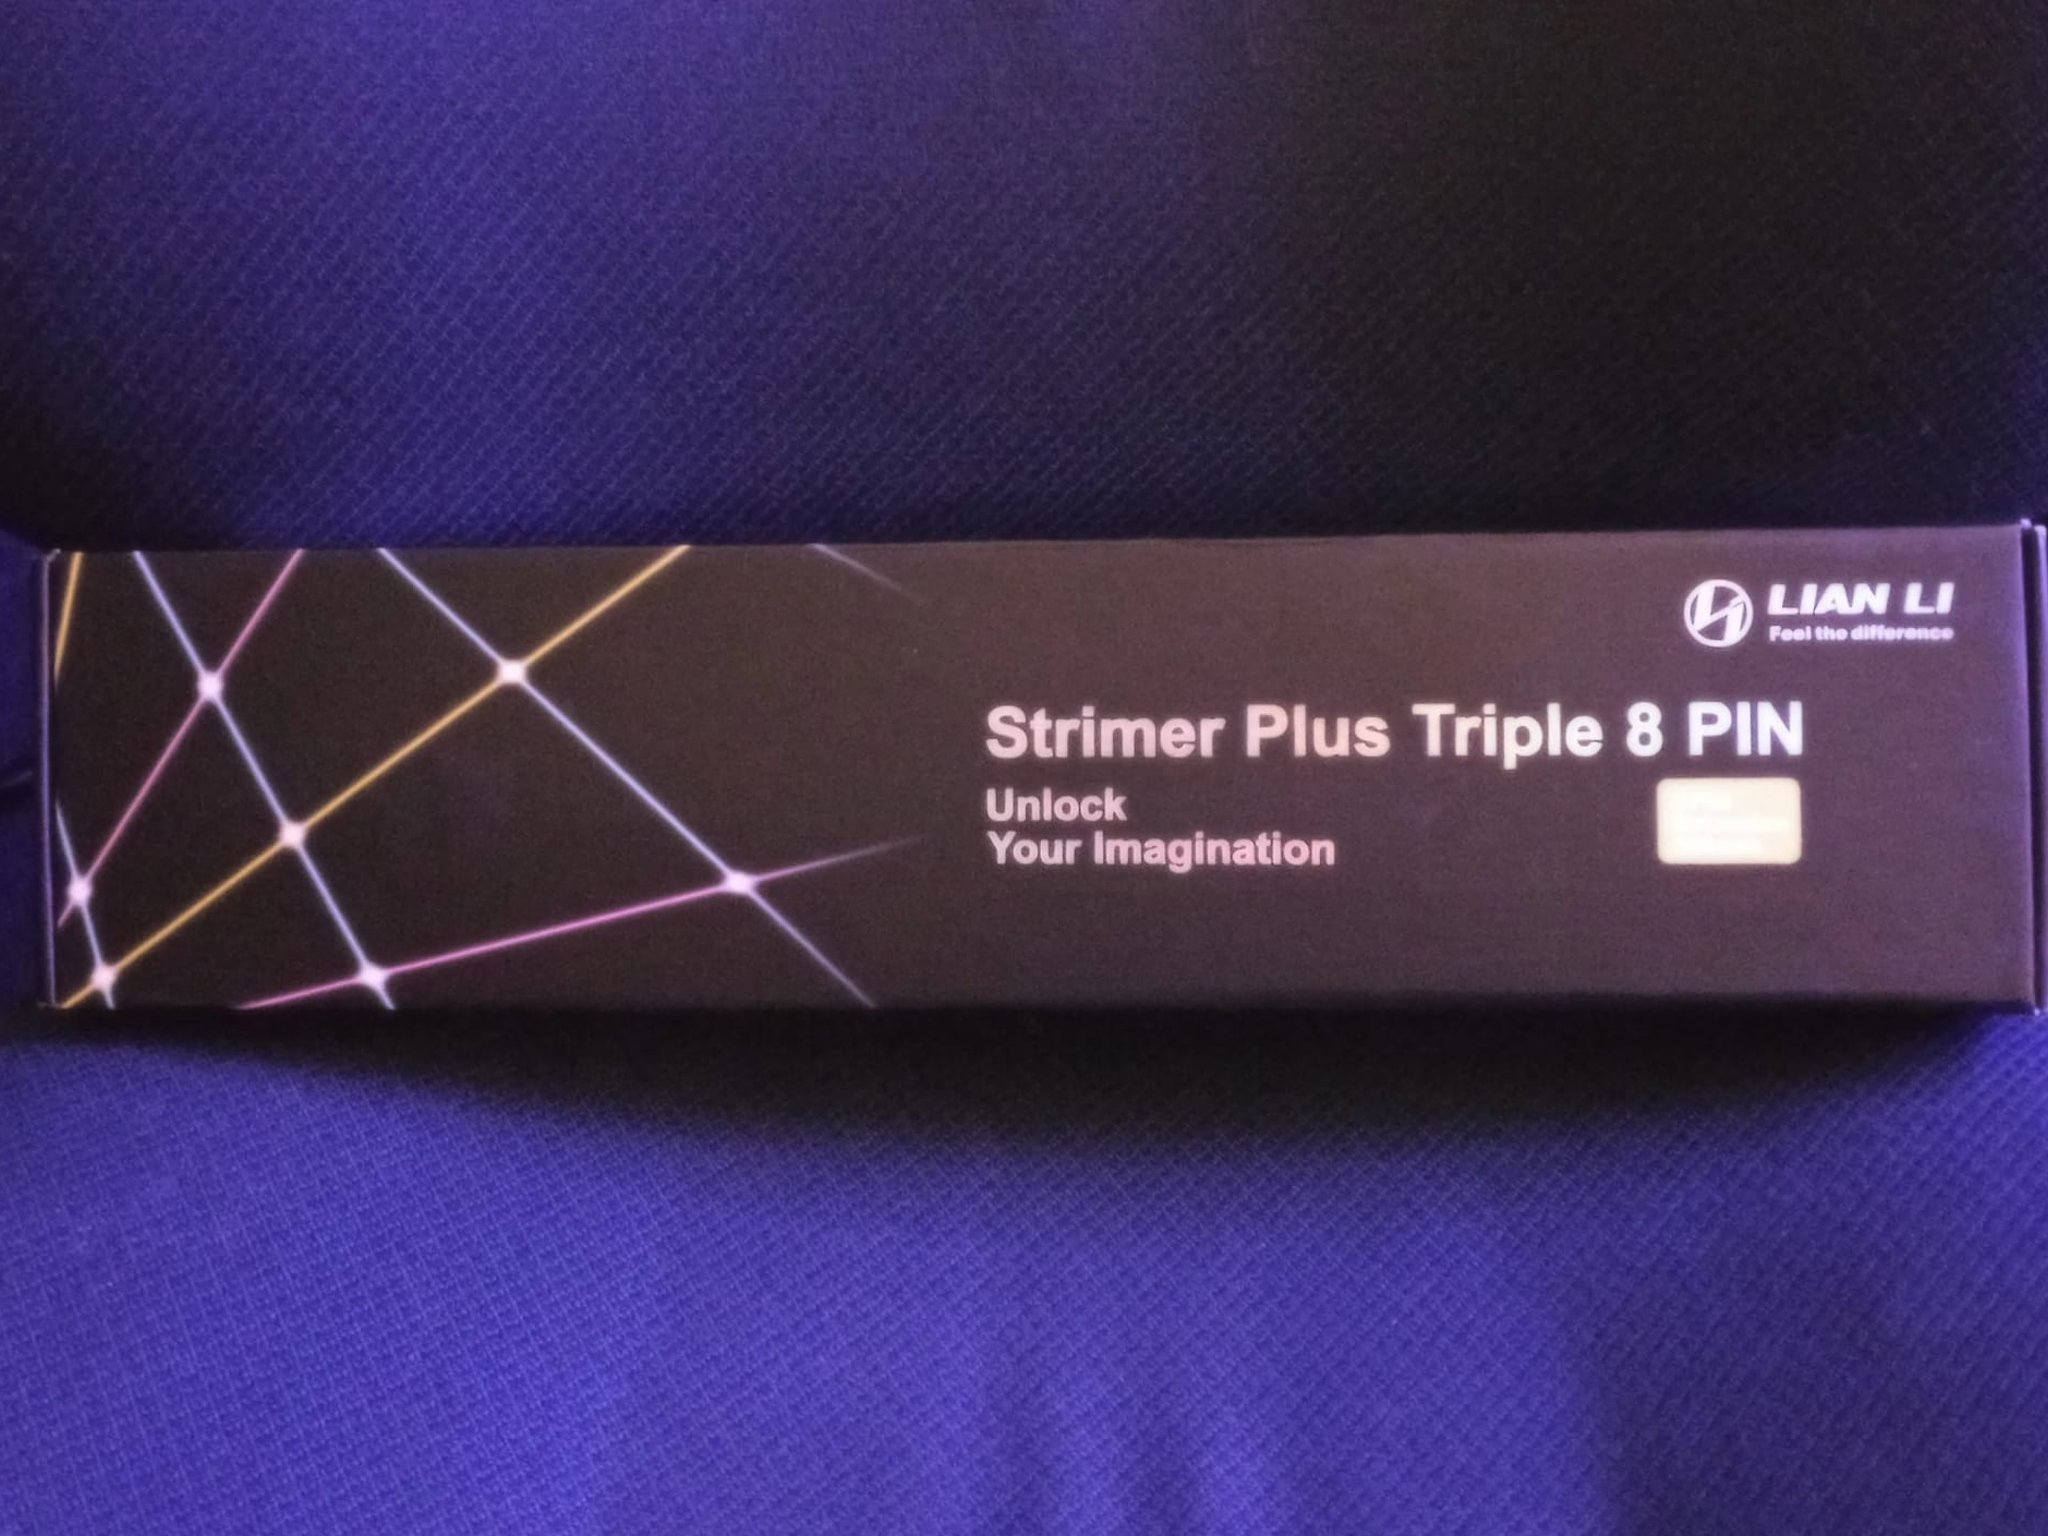 LIAN LI
Feel the difference
Strimer Plus Triple 8 PIN
Unlock
Your Imagination